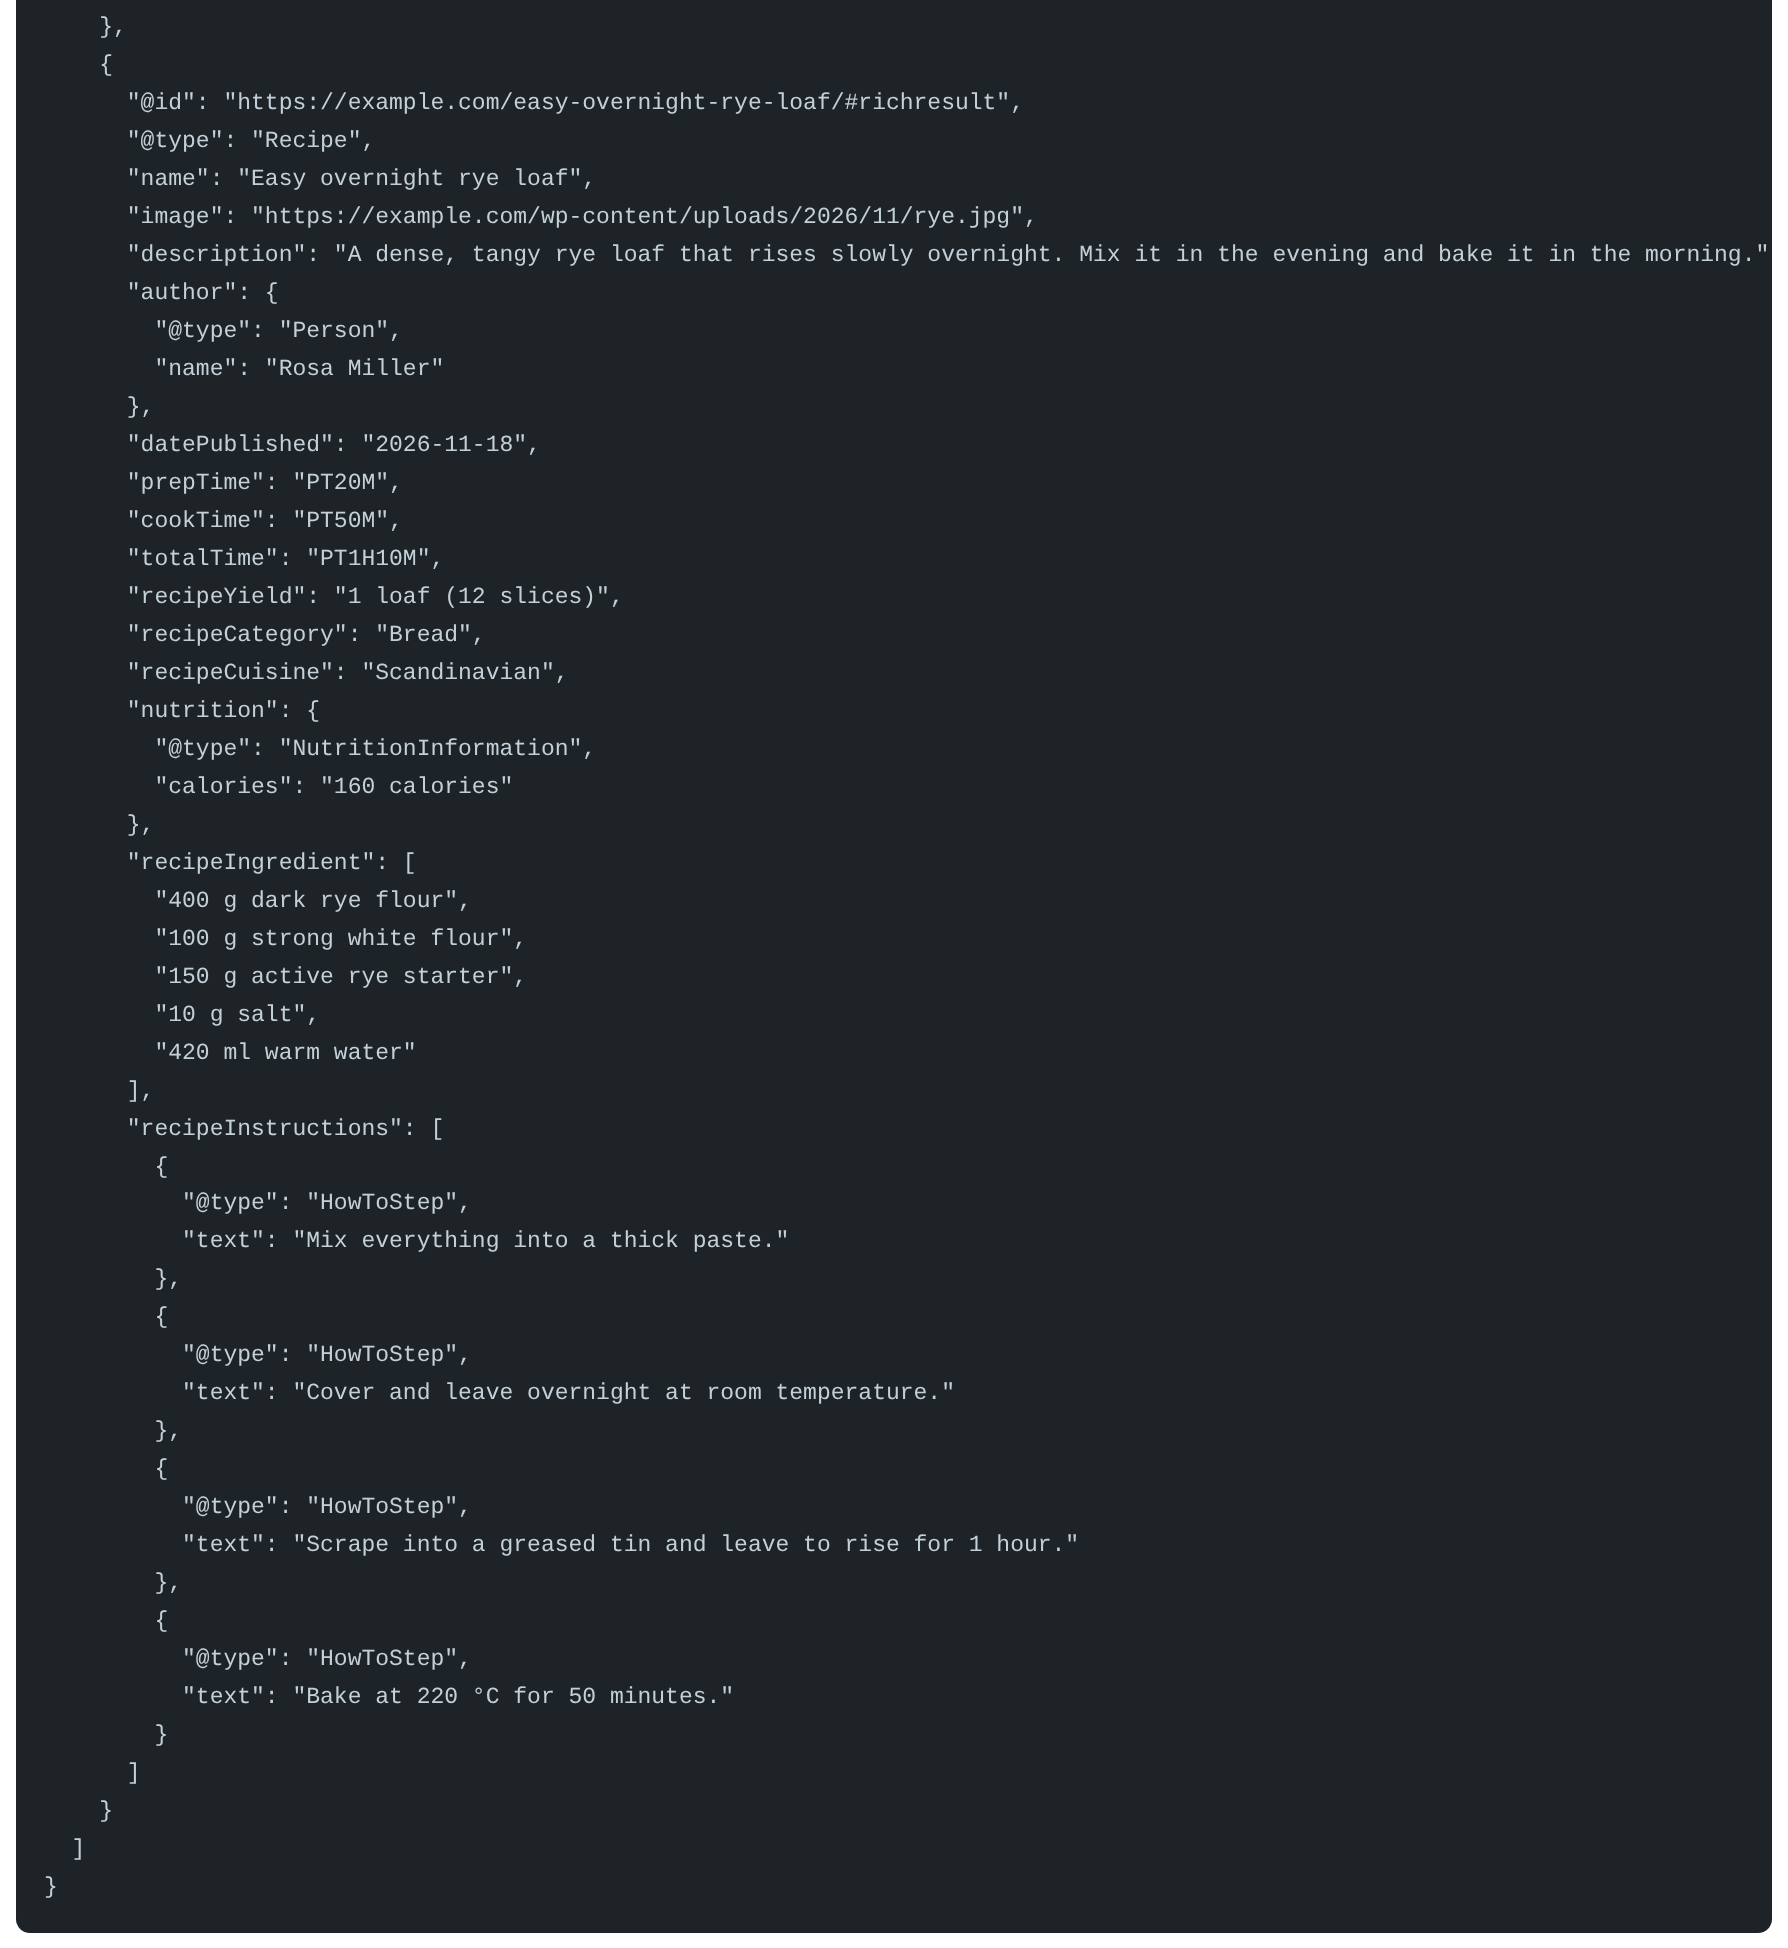 },
{
"@id": "https://example.com/easy-overnight-rye-loaf/#richresult",
"@type": "Recipe",
"name": "Easy overnight rye loaf",
"image": "https://example.com/wp-content/uploads/2026/11/rye.jpg",
"description": "A dense, tangy rye loaf that rises slowly overnight. Mix it in the evening and bake it in the morning."
"author": {
"@type": "Person",
"name": "Rosa Miller"
},
"datePublished": "2026-11-18",
"prepTime": "PT20M",
"cookTime": "PT50M",
"totalTime": "PT1H10M",
"recipeYield": "1 loaf (12 slices)",
"recipeCategory": "Bread",
"recipeCuisine": "Scandinavian",
"nutrition": {
"@type": "NutritionInformation",
"calories": "160 calories"
},
"recipeIngredient": [
"400 g dark rye flour",
"100 g strong white flour",
"150 g active rye starter",
"10 g salt",
"420 ml warm water"
],
"recipeInstructions": [
{
"@type": "HowToStep",
"text": "Mix everything into a thick paste."
},
{
"@type": "HowToStep",
"text": "Cover and leave overnight at room temperature."
},
{
"@type": "HowToStep",
"text": "Scrape into a greased tin and leave to rise for 1 hour."
},
{
"@type": "HowToStep",
"text": "Bake at 220 °C for 50 minutes."
}
]
}
]
}